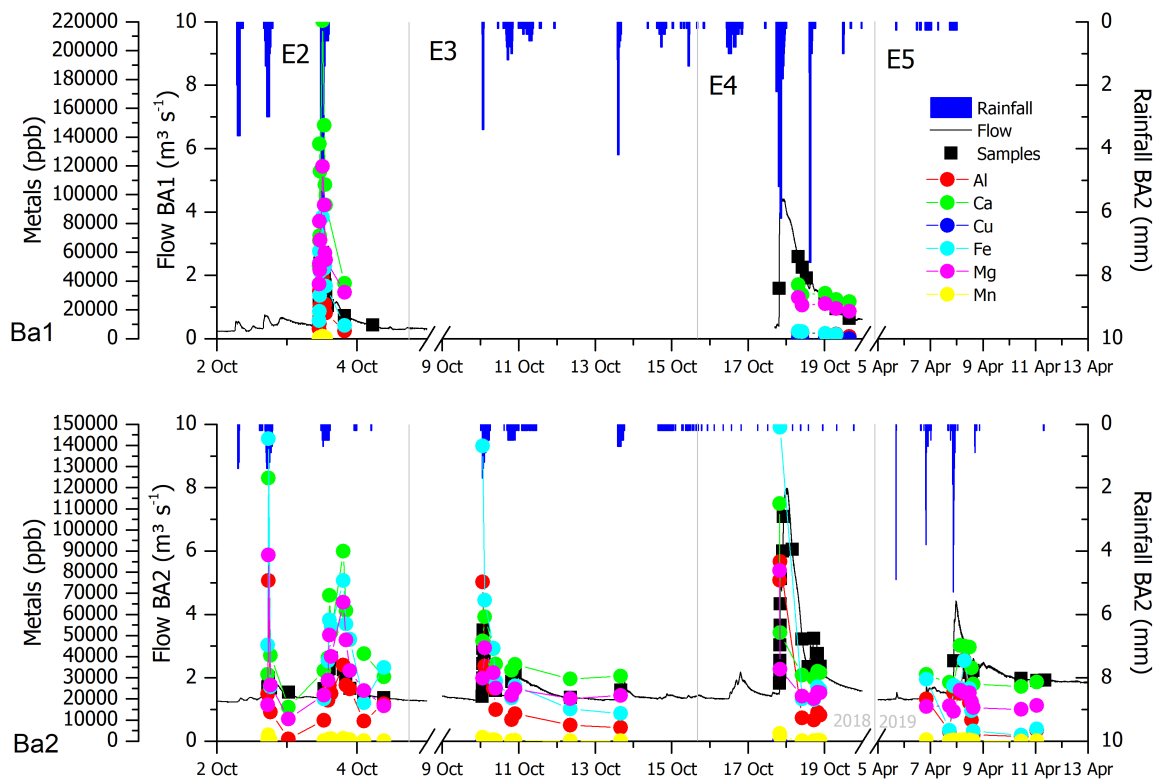 220000 200000 180000 160000 140000 120000 100000 80000 60000 40000 20000 0
Metals (ppb)
10 8 6 4 2 0
Flow BA1 (m³ s⁻¹)
E2 E3 E4 E5
Rainfall
Flow
Samples
Al
Ca
Cu
Fe
Mg
Mn
0 2 4 6 8 10
Rainfall BA2 (mm)
Ba1
2 Oct 4 Oct 9 Oct 11 Oct 13 Oct 15 Oct 17 Oct 19 Oct 5 Apr 7 Apr 9 Apr 11 Apr 13 Apr
150000 140000 130000 120000 110000 100000 90000 80000 70000 60000 50000 40000 30000 20000 10000 0
Metals (ppb)
10 8 6 4 2 0
Flow BA2 (m³ s⁻¹)
0 2 4 6 8 10
Rainfall BA2 (mm)
2018 2019
Ba2
2 Oct 4 Oct 9 Oct 11 Oct 13 Oct 15 Oct 17 Oct 19 Oct 5 Apr 7 Apr 9 Apr 11 Apr 13 Apr